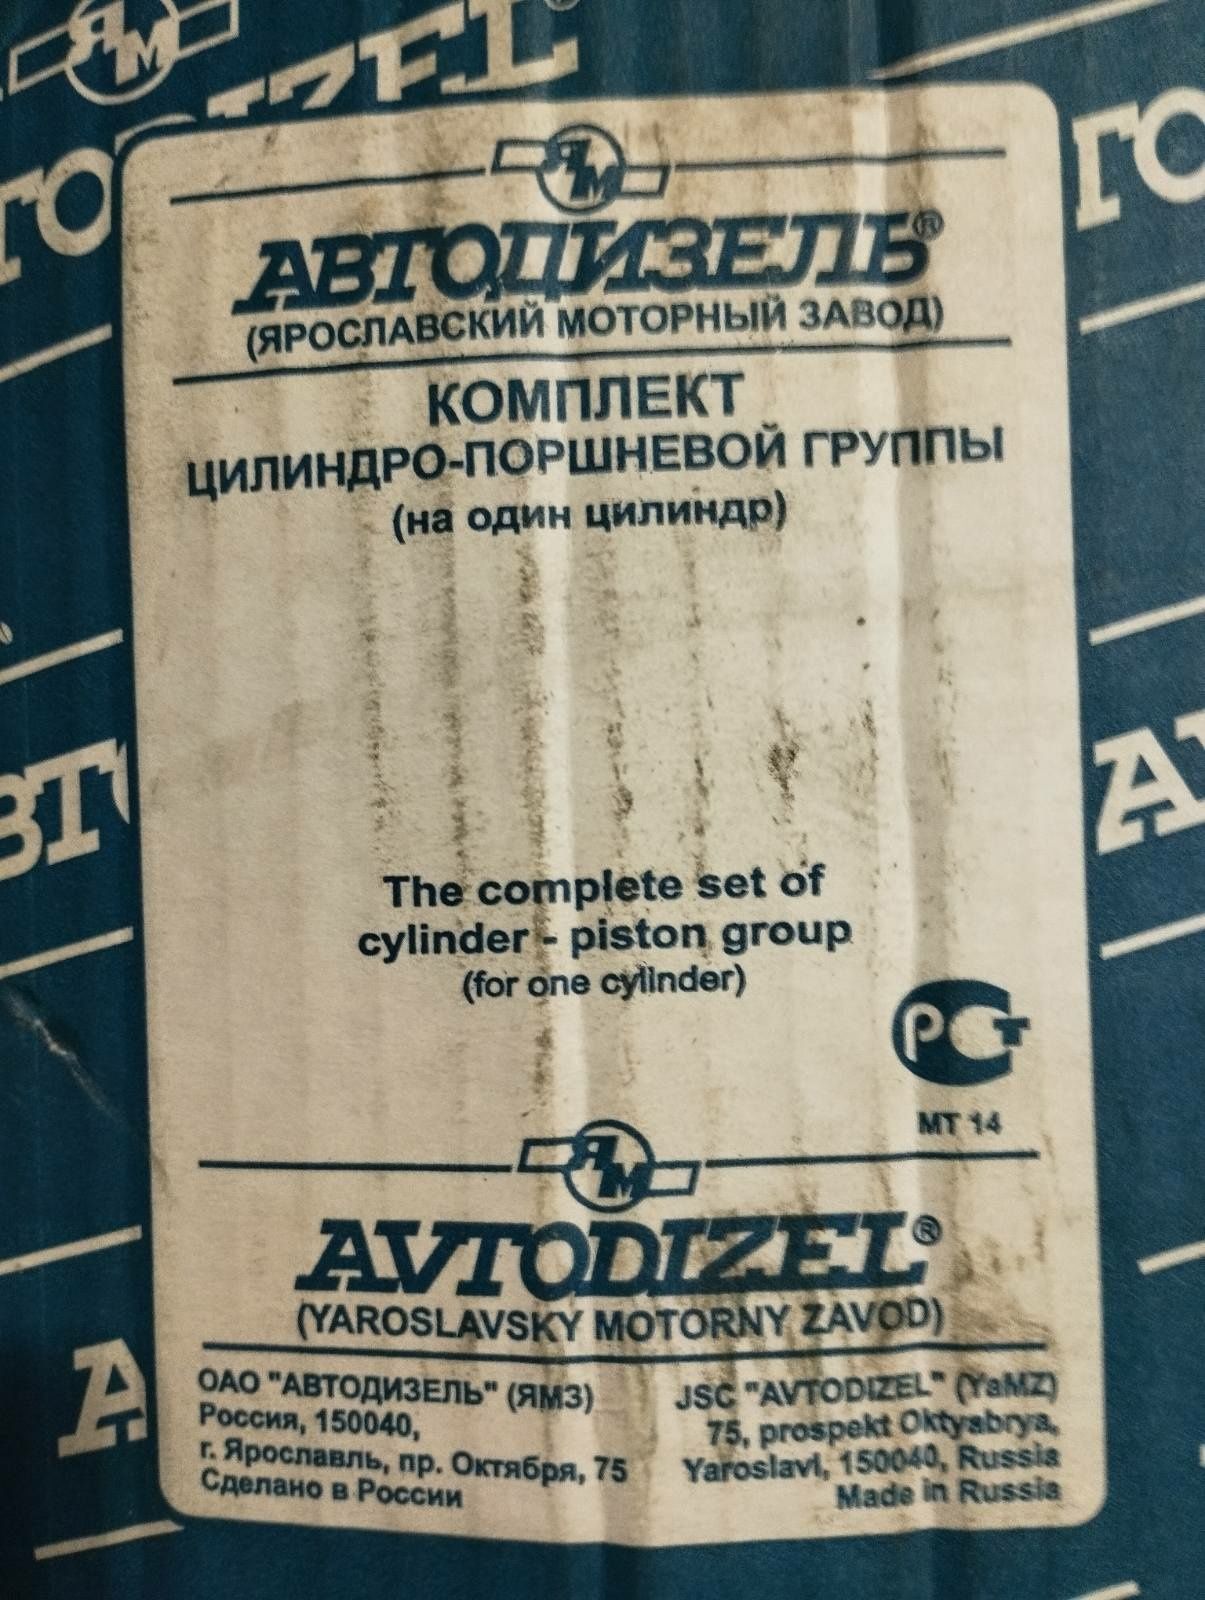 ЯМ
АВТОДИЗЕЛЬ®
(ЯРОСЛАВСКИЙ МОТОРНЫЙ ЗАВОД)
КОМПЛЕКТ
ЦИЛИНДРО-ПОРШНЕВОЙ ГРУППЫ
(на один цилиндр)
The complete set of
cylinder - piston group
(for one cylinder)
РСТ
МТ 14
ЯМ
AVTODIZEL®
(YAROSLAVSKY MOTORNY ZAVOD)
ОАО "АВТОДИЗЕЛЬ" (ЯМЗ)
Россия, 150040,
г. Ярославль, пр. Октября, 75
Сделано в России
JSC "AVTODIZEL" (YaMZ)
75, prospekt Oktyabrya,
Yaroslavl, 150040, Russia
Made in Russia